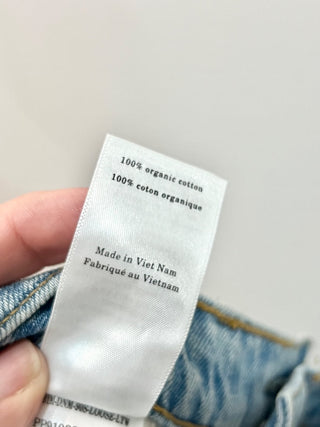 100% organic cotton
100% coton organique
Made in Viet Nam
Fabriqué au Vietnam